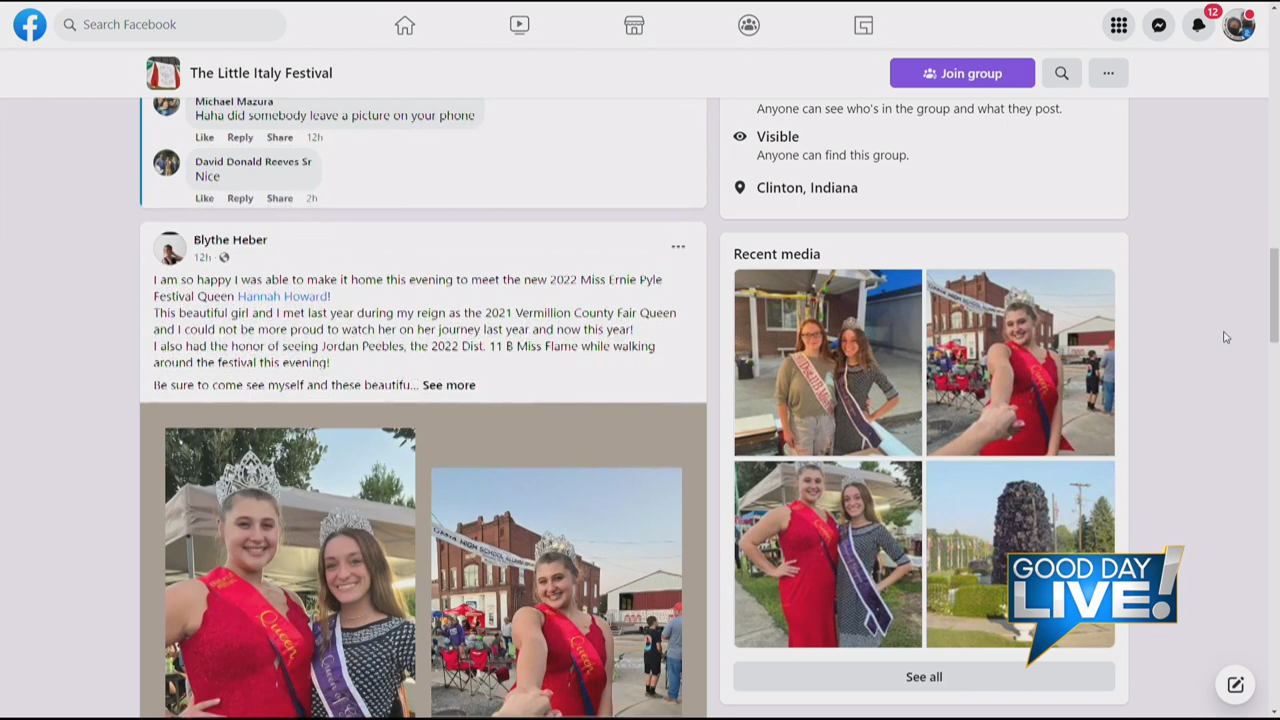 Search Facebook
12
The Little Italy Festival
Join group
Michael Mazura
Haha did somebody leave a picture on your phone
Like Reply Share 12h
David Donald Reeves Sr
Nice
Like Reply Share 2h
Blythe Heber
12h ·
I am so happy I was able to make it home this evening to meet the new 2022 Miss Ernie Pyle
Festival Queen Hannah Howard!
This beautiful girl and I met last year during my reign as the 2021 Vermillion County Fair Queen
and I could not be more proud to watch her on her journey last year and now this year!
I also had the honor of seeing Jordan Peebles, the 2022 Dist. 11 B Miss Flame while walking
around the festival this evening!
Be sure to come see myself and these beautifu... See more
Queen
Queen of
HIGH SCHOOL ALUMNI
Queen
Anyone can see who's in the group and what they post.
Visible
Anyone can find this group.
Clinton, Indiana
Recent media
See all
GOOD DAY
LIVE!